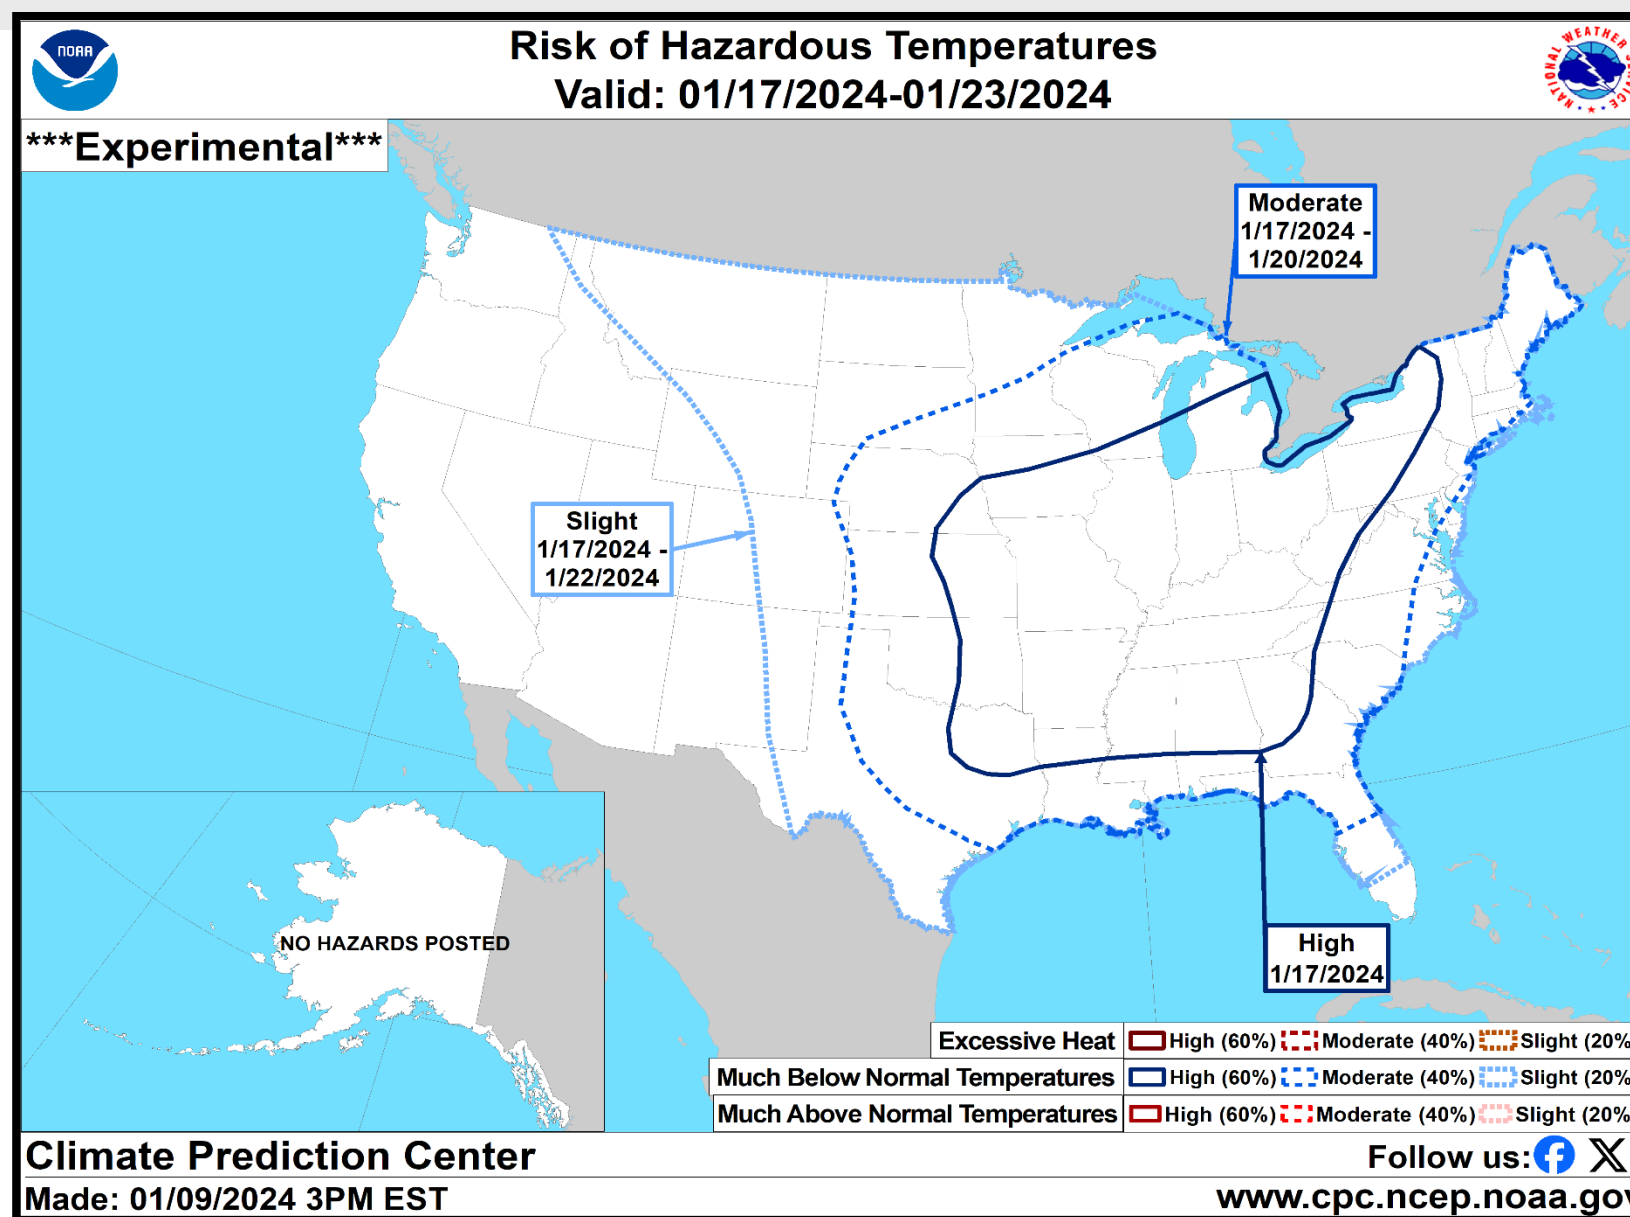 NOAA
Risk of Hazardous Temperatures
Valid: 01/17/2024-01/23/2024
NATIONAL WEATHER SERVICE
***Experimental***
Moderate
1/17/2024 -
1/20/2024
Slight
1/17/2024 -
1/22/2024
NO HAZARDS POSTED
High
1/17/2024
Excessive Heat High (60%) Moderate (40%) Slight (20%
Much Below Normal Temperatures High (60%) Moderate (40%) Slight (20%
Much Above Normal Temperatures High (60%) Moderate (40%) Slight (20%
Climate Prediction Center
Follow us:
Made: 01/09/2024 3PM EST
www.cpc.ncep.noaa.gov